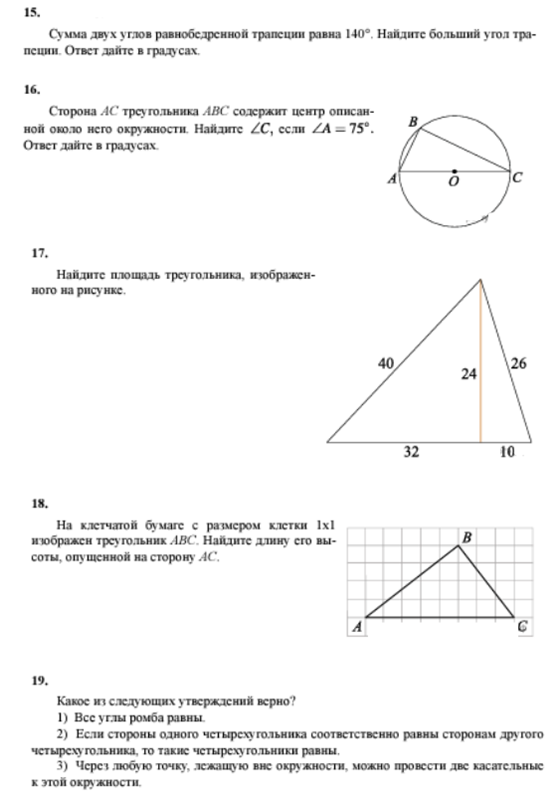 15.
Сумма двух углов равнобедренной трапеции равна 140°. Найдите больший угол тра-
пеции. Ответ дайте в градусах.
16.
Сторона AC треугольника ABC содержит центр описан-
ной около него окружности. Найдите ∠C, если ∠A = 75°.
Ответ дайте в градусах.
B
A
O
C
17.
Найдите площадь треугольника, изображен-
ного на рисунке.
40
24
26
32
10
18.
На клетчатой бумаге с размером клетки 1x1
изображен треугольник ABC. Найдите длину его вы-
соты, опущенной на сторону AC.
B
A
C
19.
Какое из следующих утверждений верно?
1) Все углы ромба равны.
2) Если стороны одного четырехугольника соответственно равны сторонам другого
четырехугольника, то такие четырехугольники равны.
3) Через любую точку, лежащую вне окружности, можно провести две касательные
к этой окружности.